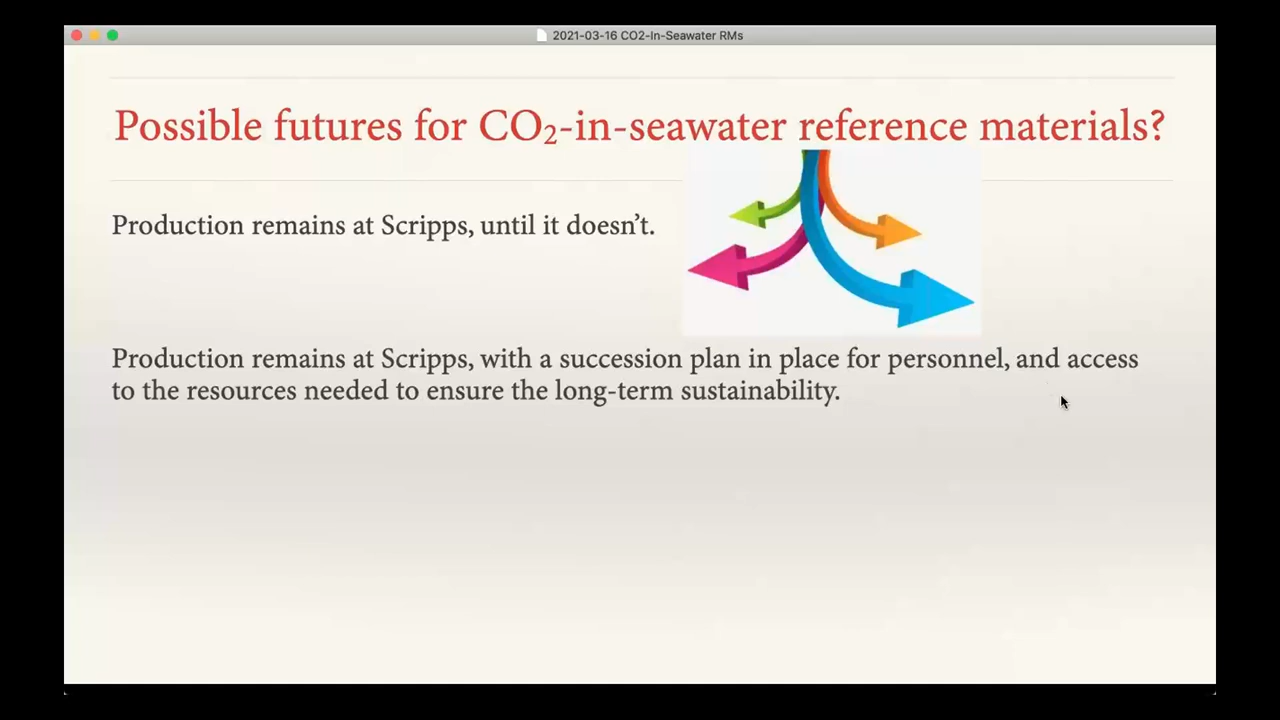 2021-03-16 CO2-In-Seawater RMs
Possible futures for CO₂-in-seawater reference materials?
Production remains at Scripps, until it doesn’t.
Production remains at Scripps, with a succession plan in place for personnel, and access
to the resources needed to ensure the long-term sustainability.